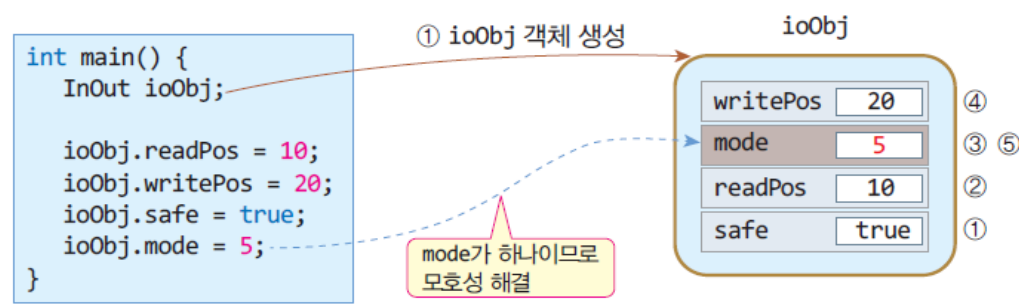 ① ioObj 객체 생성
ioObj
int main() {
InOut ioObj;
ioObj.readPos = 10;
ioObj.writePos = 20;
ioObj.safe = true;
ioObj.mode = 5;
}
mode가 하나이므로
모호성 해결
writePos 20 ④
mode 5 ③ ⑤
readPos 10 ②
safe true ①